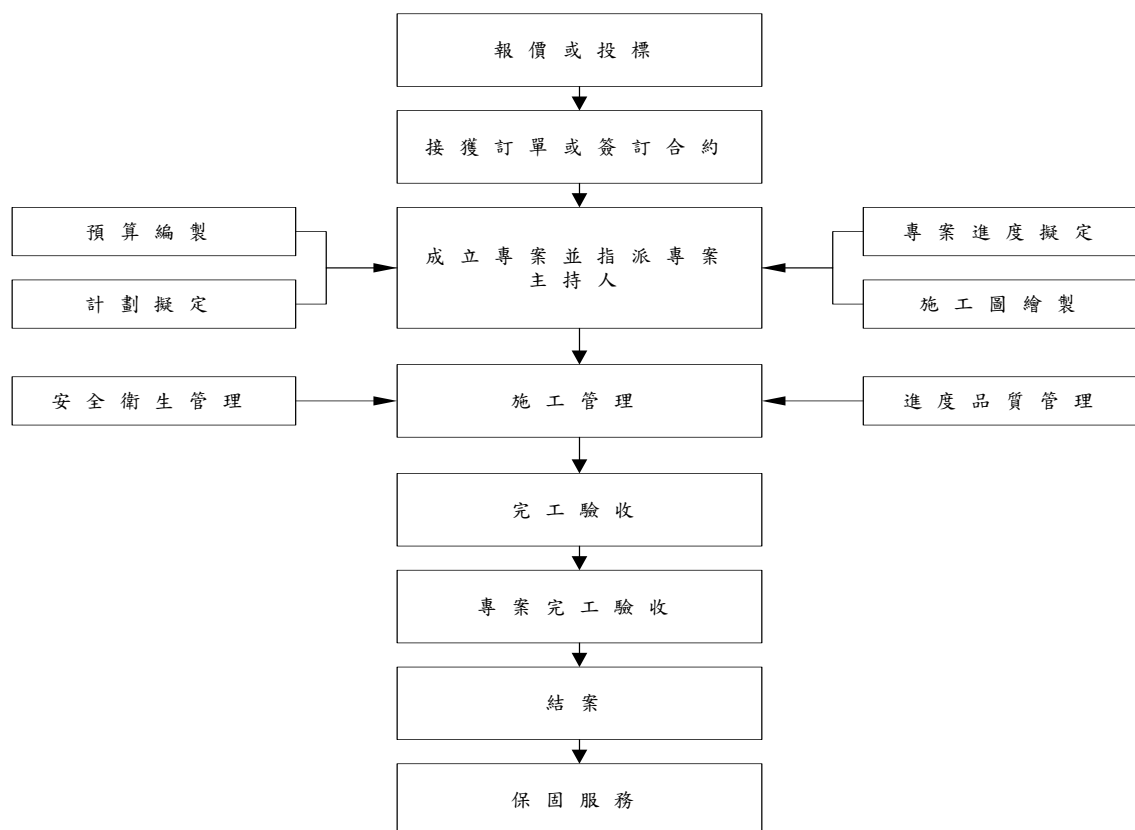 報價或投標
接獲訂單或簽訂合約
預算編製
計劃擬定
成立專案並指派專案
主持人
專案進度擬定
施工圖繪製
安全衛生管理
施工管理
進度品質管理
完工驗收
專案完工驗收
結案
保固服務